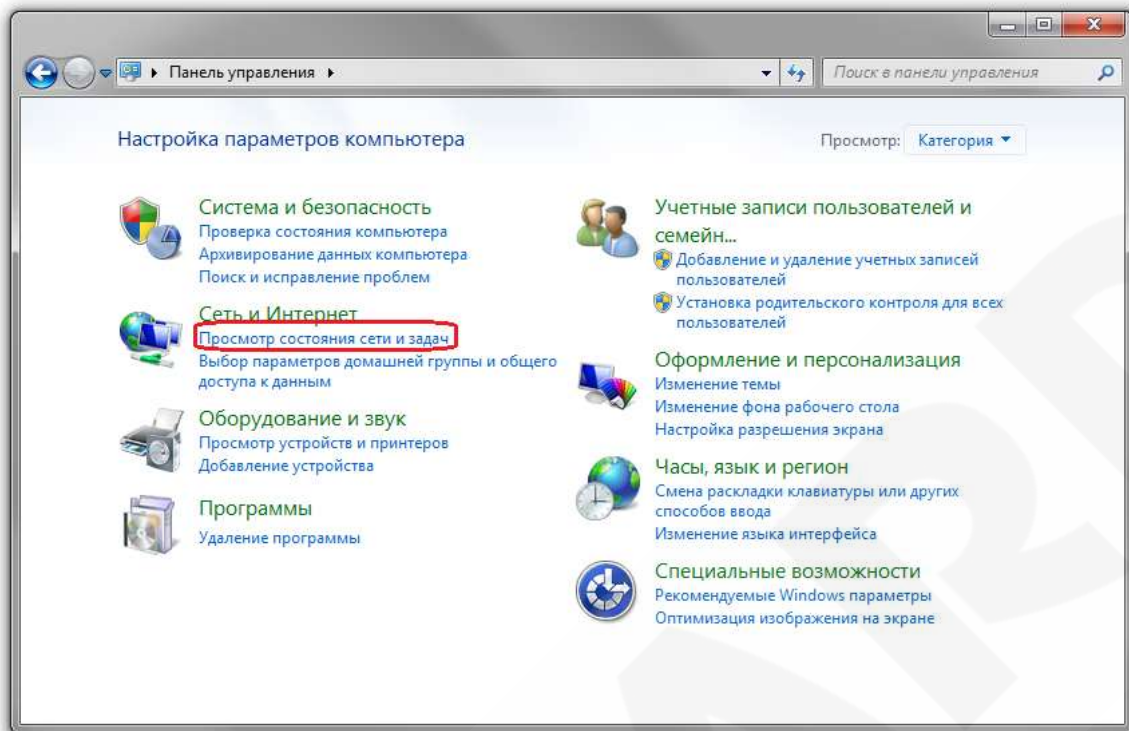 Панель управления
Поиск в панели управления
Настройка параметров компьютера
Просмотр: Категория
Система и безопасность
Проверка состояния компьютера
Архивирование данных компьютера
Поиск и исправление проблем
Сеть и Интернет
Просмотр состояния сети и задач
Выбор параметров домашней группы и общего
доступа к данным
Оборудование и звук
Просмотр устройств и принтеров
Добавление устройства
Программы
Удаление программы
Учетные записи пользователей и
семейн...
Добавление и удаление учетных записей
пользователей
Установка родительского контроля для всех
пользователей
Оформление и персонализация
Изменение темы
Изменение фона рабочего стола
Настройка разрешения экрана
Часы, язык и регион
Смена раскладки клавиатуры или других
способов ввода
Изменение языка интерфейса
Специальные возможности
Рекомендуемые Windows параметры
Оптимизация изображения на экране